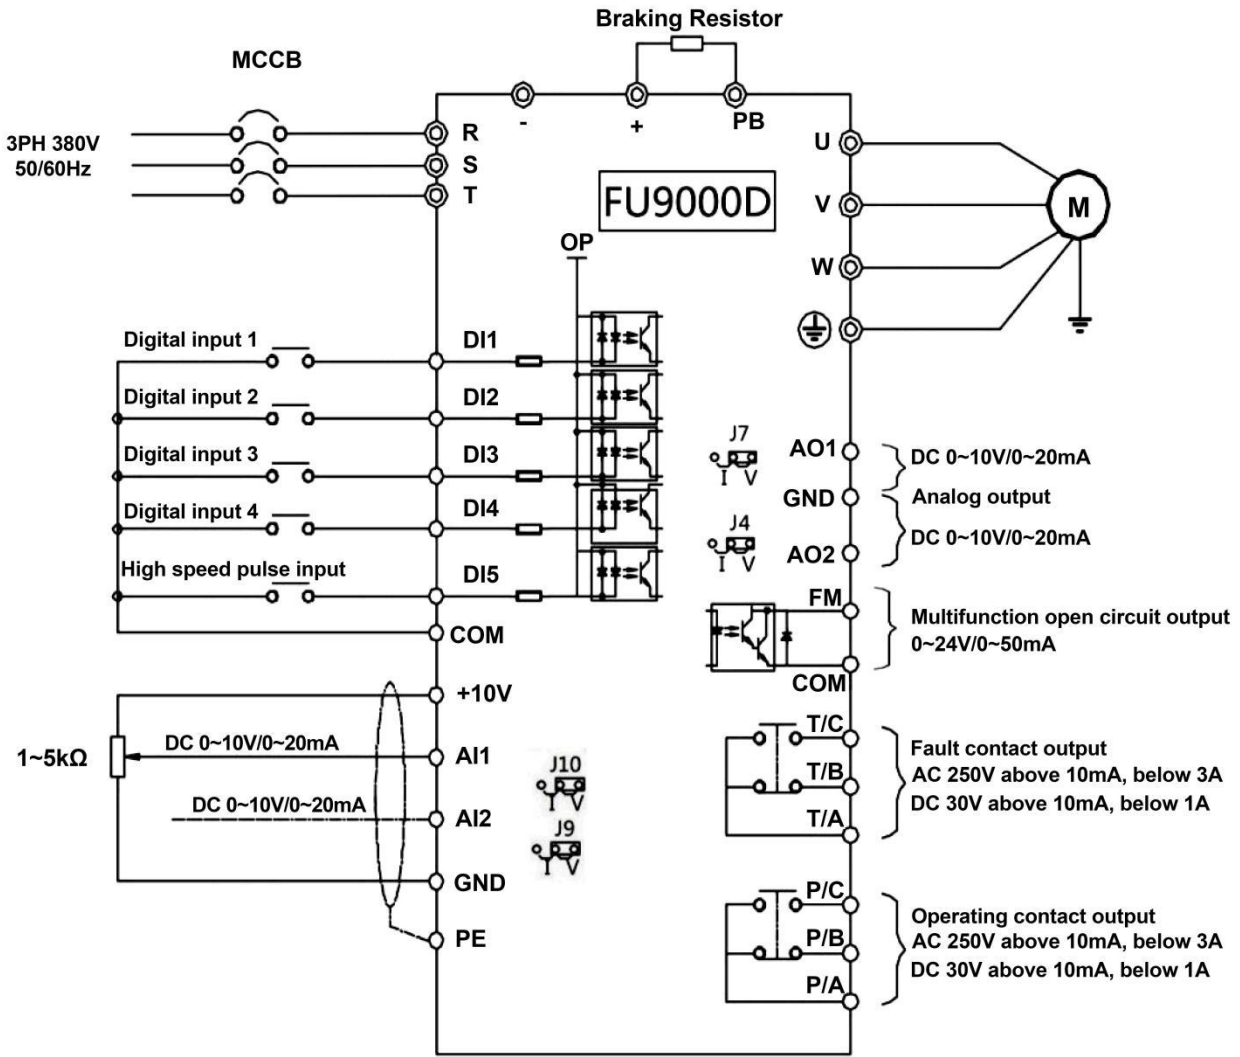 Braking Resistor
MCCB
3PH 380V
50/60Hz
R
S
T
-
+
PB
FU9000D
U
V
W
M
OP
Digital input 1
DI1
Digital input 2
DI2
Digital input 3
DI3
Digital input 4
DI4
High speed pulse input
DI5
COM
+10V
1~5kΩ
DC 0~10V/0~20mA
AI1
DC 0~10V/0~20mA
AI2
GND
PE
J10
I V
J9
I V
J7
I V
J4
I V
AO1
DC 0~10V/0~20mA
GND
Analog output
AO2
DC 0~10V/0~20mA
FM
Multifunction open circuit output
0~24V/0~50mA
COM
T/C
T/B
T/A
Fault contact output
AC 250V above 10mA, below 3A
DC 30V above 10mA, below 1A
P/C
P/B
P/A
Operating contact output
AC 250V above 10mA, below 3A
DC 30V above 10mA, below 1A